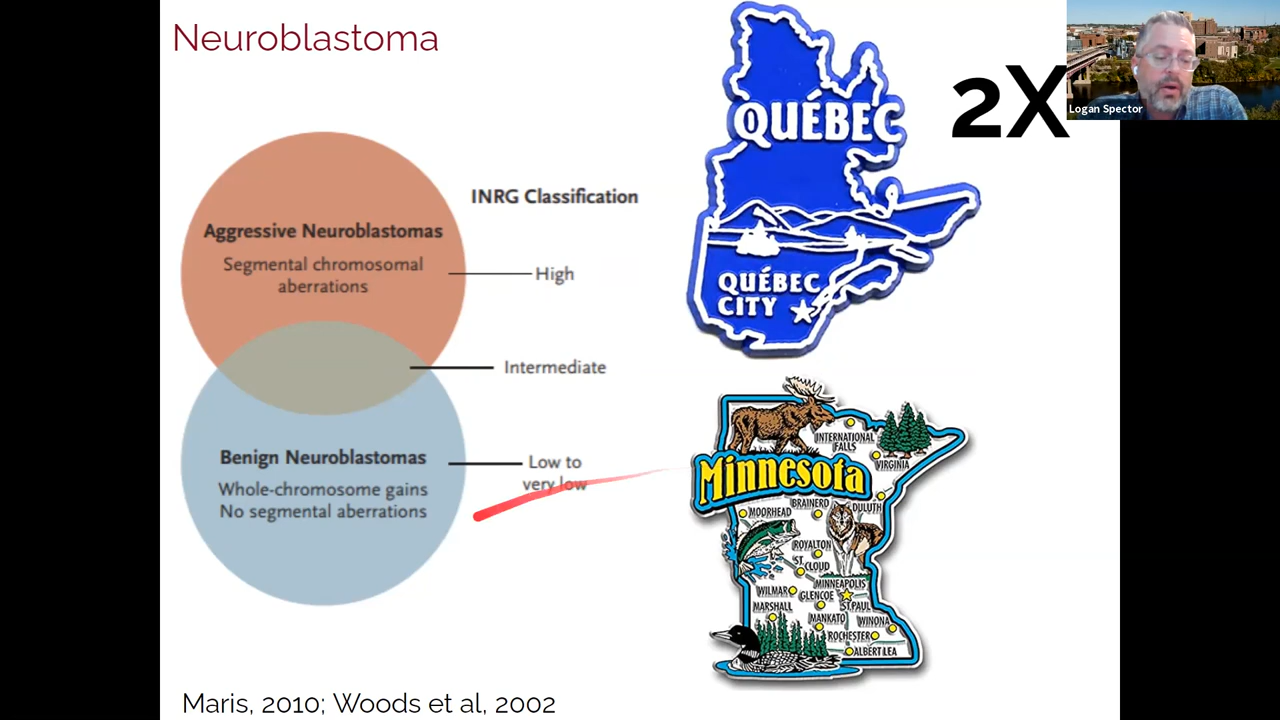 Neuroblastoma
Aggressive Neuroblastomas
Segmental chromosomal
aberrations
Benign Neuroblastomas
Whole-chromosome gains
No segmental aberrations
INRG Classification
High
Intermediate
Low to
very low
QUÉBEC
QUÉBEC
CITY
2X
Logan Spector
INTERNATIONAL
FALLS
VIRGINIA
Minnesota
BRAINERD
DULUTH
MOORHEAD
ROYALTON
ST
CLOUD
MINNEAPOLIS
WILMAR
GLENCOE
ST.PAUL
MARSHALL
MANKATO
WINONA
ROCHESTER
ALBERT LEA
Maris, 2010; Woods et al, 2002